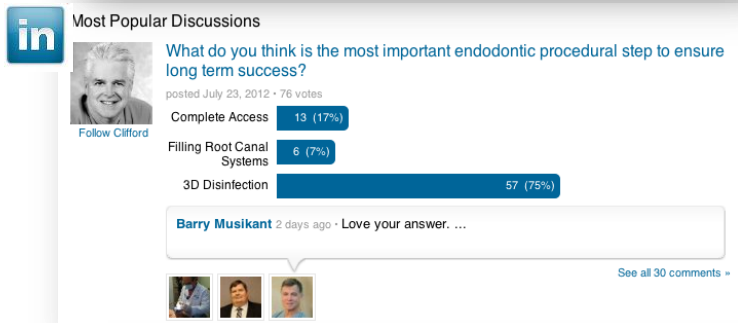 in
Most Popular Discussions
What do you think is the most important endodontic procedural step to ensure
long term success?
posted July 23, 2012 • 76 votes
Follow Clifford
Complete Access 13 (17%)
Filling Root Canal
Systems 6 (7%)
3D Disinfection 57 (75%)
Barry Musikant 2 days ago • Love your answer. ...
See all 30 comments »